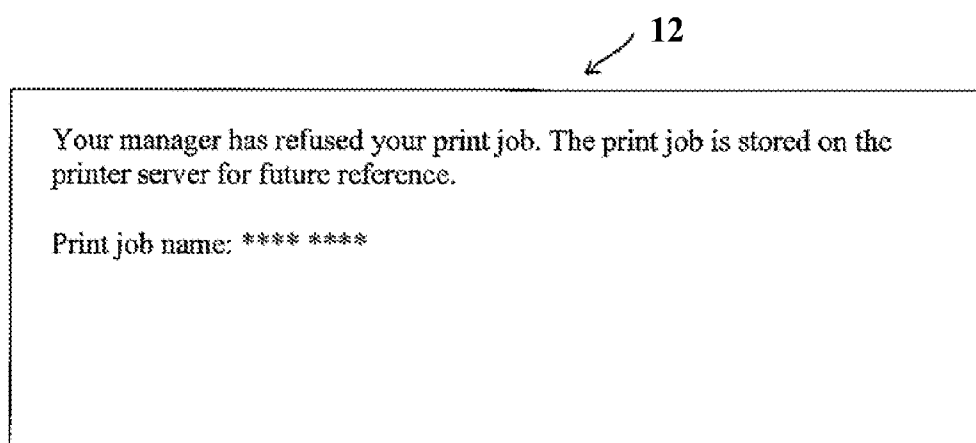 12
Your manager has refused your print job. The print job is stored on the
printer server for future reference.
Print job name: **** ****